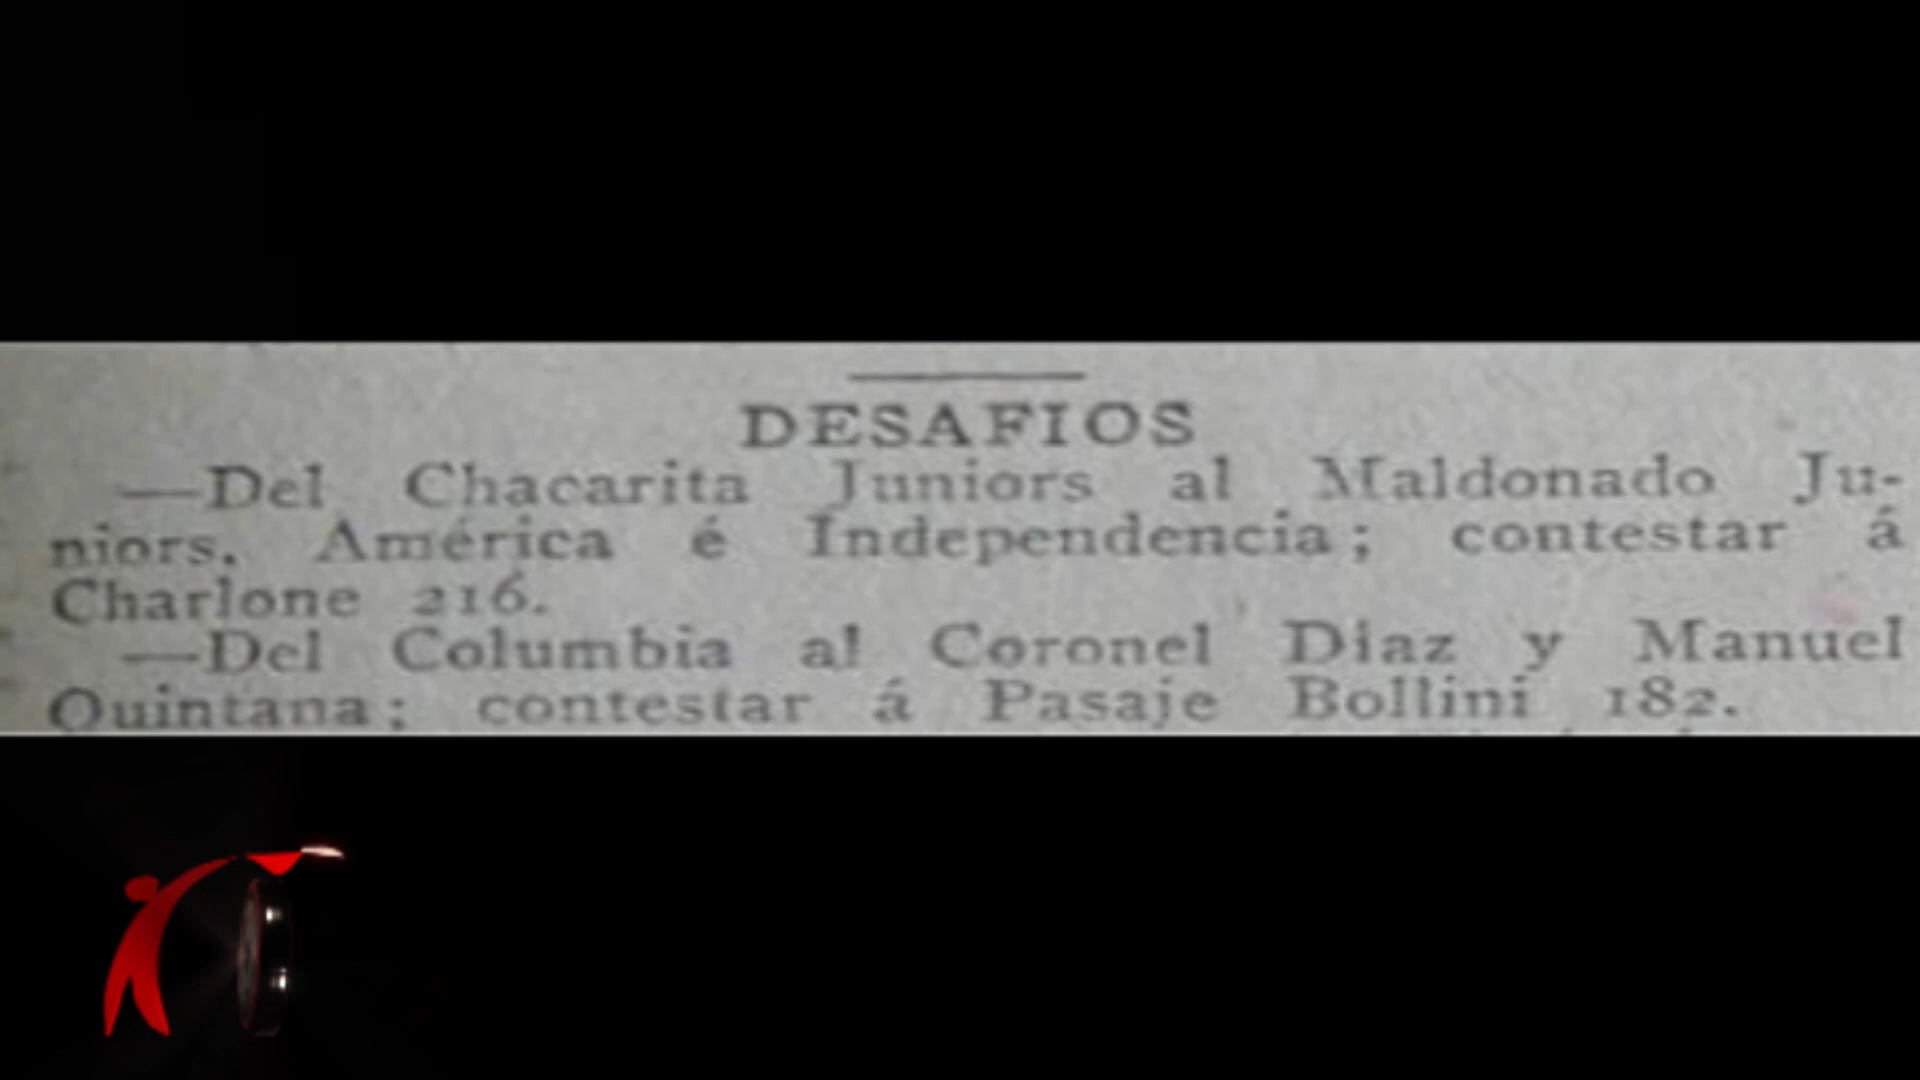 DESAFIOS
—Del Chacarita Juniors al Maldonado Ju-
niors, América é Independencia; contestar á
Charlone 216.
—Del Columbia al Coronel Diaz y Manuel
Quintana; contestar á Pasaje Bollini 182.